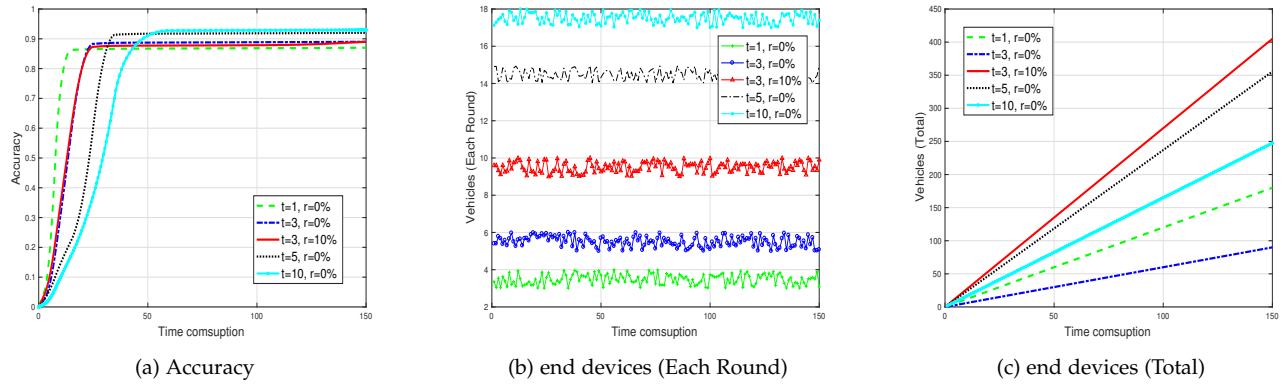 1
0.9
0.8
0.7
0.6
0.5
0.4
0.3
0.2
0.1
0
Accuracy
t=1, r=0%
t=3, r=0%
t=3, r=10%
t=5, r=0%
t=10, r=0%
0 50 100 150
Time comsuption
(a) Accuracy
18
16
14
12
10
8
6
4
2
Vehicles (Each Round)
t=1, r=0%
t=3, r=0%
t=3, r=10%
t=5, r=0%
t=10, r=0%
0 50 100 150
Time comsuption
(b) end devices (Each Round)
450
400
350
300
250
200
150
100
50
0
Vehicles (Total)
t=1, r=0%
t=3, r=0%
t=3, r=10%
t=5, r=0%
t=10, r=0%
0 50 100 150
Time comsuption
(c) end devices (Total)